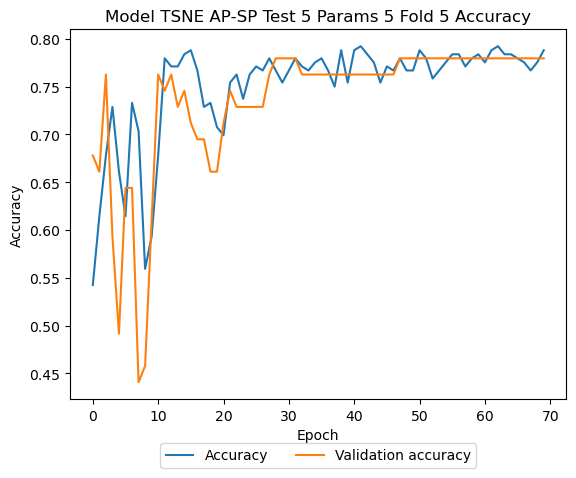 Model TSNE AP-SP Test 5 Params 5 Fold 5 Accuracy
0.80
0.75
0.70
0.65
0.60
0.55
0.50
0.45
Accuracy
0 10 20 30 40 50 60 70
Epoch
Accuracy Validation accuracy